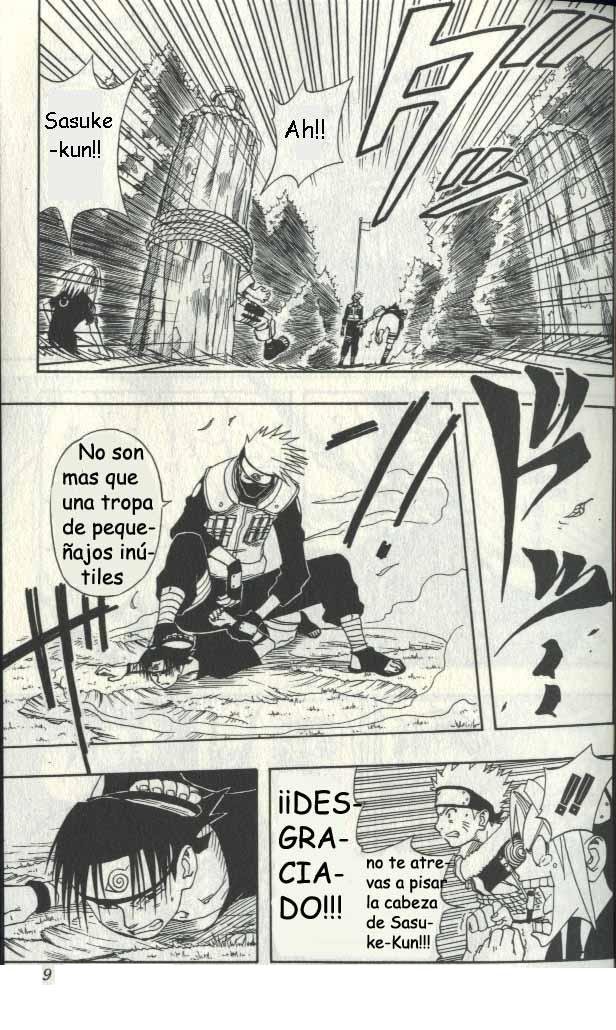 Sasuke
-kun!!
Ah!!
No son
mas que
una tropa
de peque-
ñajos inú-
tiles
¡¡DES-
GRA-
CIA-
DO!!!
no te atre-
vas a pisar
la cabeza
de Sasu-
ke-Kun!!!
!!
9